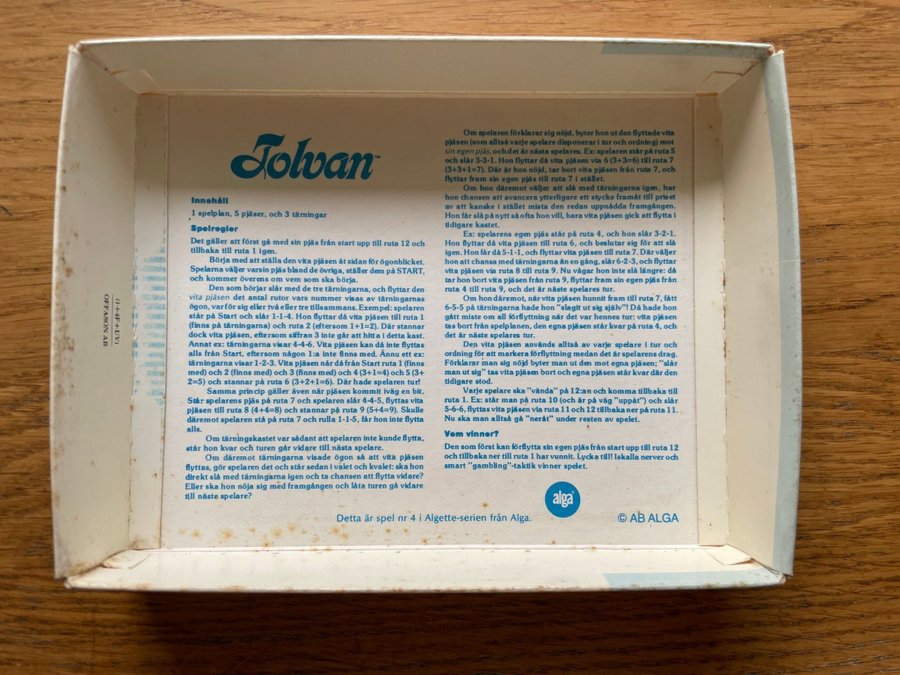 Tolvan™
Innehåll
1 spelplan, 5 pjäser, och 3 tärningar
Spelregler
Det gäller att först gå med sin pjäs från start upp till ruta 12 och
tillbaka till ruta 1 igen.
Börja med att ställa den vita pjäsen åt sidan för ögonblicket.
Spelarna väljer varsin pjäs bland de övriga, ställer dem på START,
och kommer överens om vem som ska börja.
Den som börjar slår med de tre tärningarna, och flyttar den
vita pjäsen det antal rutor vars nummer visas av tärningarnas
ögon, var för sig eller två eller tre tillsammans. Exempel: spelaren
står på Start och slår 1-1-4. Hon flyttar då vita pjäsen till ruta 1
(finns på tärningarna) och ruta 2 (eftersom 1+1=2). Där stannar
dock vita pjäsen, eftersom siffran 3 inte går att hitta i detta kast.
Annat ex: tärningarna visar 4-4-6. Vita pjäsen kan då inte flyttas
alls från Start, eftersom någon 1:a inte finns med. Ännu ett ex:
tärningarna visar 1-2-3. Vita pjäsen når då från Start ruta 1 (finns
med) och 2 (finns med) och 3 (finns med) och 4 (3+1=4) och 5 (3+
2=5) och stannar på ruta 6 (3+2+1=6). Där hade spelaren tur!
Samma princip gäller även när pjäsen kommit iväg en bit.
Stå: spelarens pjäs på ruta 7 och spelaren slår 4-4-5, flyttas vita
pjäsen till ruta 8 (4+4=8) och stannar på ruta 9 (5+4=9). Skulle
däremot spelaren stå på ruta 7 och rulla 1-1-5, får hon inte flytta
alls.
Om tärningskastet var sådant att spelaren inte kunde flytta,
står hon kvar och turen går vidare till nästa spelare.
Om däremot tärningarna visade ögon så att vita pjäsen
flyttas, gör spelaren det och står sedan i valet och kvalet: ska hon
direkt slå med tärningarna igen och ta chansen att flytta vidare?
Eller ska hon nöja sig med framgången och låta turen gå vidare
till näste spelare?
Om spelaren förklarar sig nöjd, byter hon ut den flyttade vita
pjäsen (som alltså varje spelare disponerar i tur och ordning) mot
sin egen pjäs, och det är nästa spelares. Ex: spelaren står på ruta 5
och slår 3-3-1. Hon flyttar då vita pjäsen via 6 (3+3=6) till ruta 7
(3+3+1=7). Där är hon nöjd, tar bort vita pjäsen från ruta 7, och
flyttar fram sin egen pjäs till ruta 7 i stället.
Om hon däremot väljer att slå med tärningarna igen, har
hon chansen att avancera ytterligare ett stycke framåt till priset
av att kanske i stället mista den redan uppnådda framgången.
Hon får slå på nytt så ofta hon vill, bara vita pjäsen gick att flytta i
tidigare kastet.
Ex: spelarens egen pjäs står på ruta 4, och hon slår 3-2-1.
Hon flyttar då vita pjäsen till ruta 6, och beslutar sig för att slå
igen. Hon får då 5-1-1, och flyttar vita pjäsen till ruta 7. Där väljer
hon att chansa med tärningarna än en gång, slår 6-2-3, och flyttar
vita pjäsen via ruta 8 till ruta 9. Nu vågar hon inte slå längre: då
tar hon bort vita pjäsen från ruta 9, flyttar fram sin egen pjäs från
ruta 4 till ruta 9, och det är näste spelares tur.
Om hon däremot, när vita pjäsen hunnit fram till ruta 7, fått
6-5-5 på tärningarna hade hon "slagit ut sig själv"! Då hade hon
gått miste om all förflyttning när det var hennes tur: vita pjäsen
tas bort från spelplanen, den egna pjäsen står kvar på ruta 4, och
det är näste spelares tur.
Den vita pjäsen används alltså av varje spelare i tur och
ordning för att markera förflyttning medan det är spelarens drag.
Förklarar man sig nöjd byter man ut den mot egna pjäsen; "slår
man ut sig" tas vita pjäsen bort och egna pjäsen står kvar där den
tidigare stod.
Varje spelare ska "vända" på 12:an och komma tillbaka till
ruta 1. Ex: står man på ruta 10 (och är på väg "uppåt") och slår
5-6-6, flyttas vita pjäsen via ruta 11 och 12 tillbaka ner på ruta 11.
Nu ska man alltså gå "neråt" under resten av spelet.
Vem vinner?
Den som först kan förflytta sin egen pjäs från start upp till ruta 12
och tillbaka ner till ruta 1 har vunnit. Lycka till! Iskalla nerver och
smart "gambling"-taktik vinner spelet.
alga
Detta är spel nr 4 i Algette-serien från Alga.
© AB ALGA
OFFASON AB